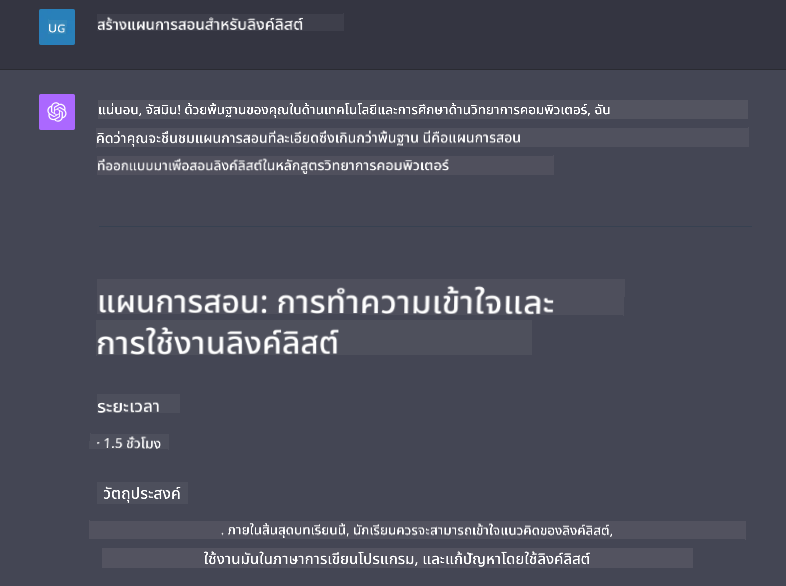 UG
สร้างแผนการสอนสำหรับลิงค์ลิสต์
แน่นอน, จัสมิน! ด้วยพื้นฐานของคุณในด้านเทคโนโลยีและการศึกษาด้านวิทยาการคอมพิวเตอร์, ฉัน
คิดว่าคุณจะชื่นชมแผนการสอนที่ละเอียดซึ่งเกินกว่าพื้นฐาน นี่คือแผนการสอน
ที่ออกแบบมาเพื่อสอนลิงค์ลิสต์ในหลักสูตรวิทยาการคอมพิวเตอร์
แผนการสอน: การทำความเข้าใจและ
การใช้งานลิงค์ลิสต์
ระยะเวลา
· 1.5 ชั่วโมง
วัตถุประสงค์
. ภายในสิ้นสุดบทเรียนนี้, นักเรียนควรจะสามารถเข้าใจแนวคิดของลิงค์ลิสต์,
ใช้งานมันในภาษาการเขียนโปรแกรม, และแก้ปัญหาโดยใช้ลิงค์ลิสต์